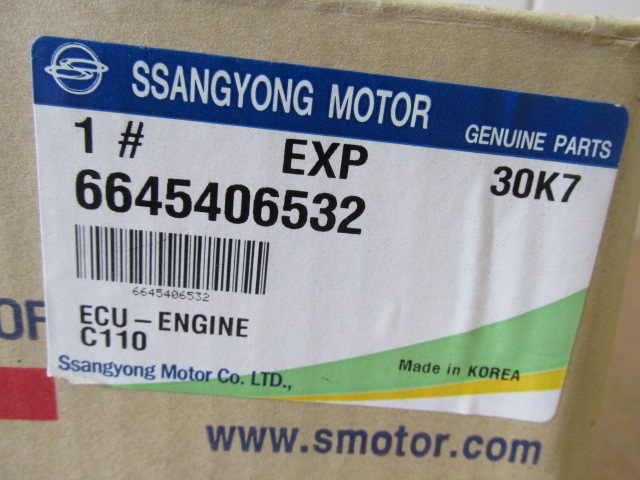 SSANGYONG MOTOR
GENUINE PARTS
1 # EXP 30K7
6645406532
6645406532
ECU - ENGINE
C110
Ssangyong Motor Co. LTD.,
Made in KOREA
www.smotor.com